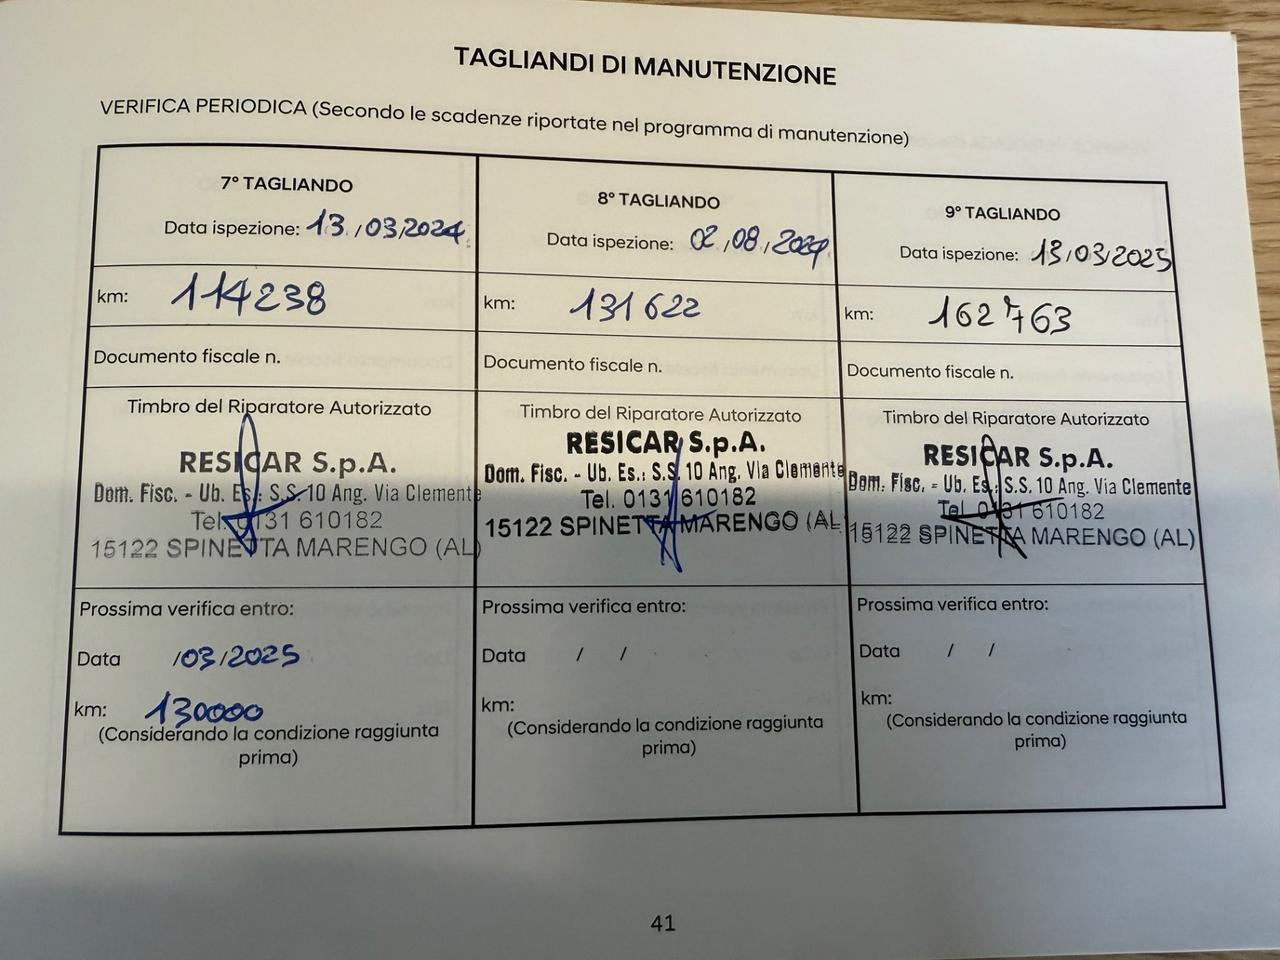 TAGLIANDI DI MANUTENZIONE
VERIFICA PERIODICA (Secondo le scadenze riportate nel programma di manutenzione)
7° TAGLIANDO
Data ispezione: 13/03/2024
km: 114238
Documento fiscale n.
Timbro del Riparatore Autorizzato
RESICAR S.p.A.
Dom. Fisc. - Ub. Es.: S.S. 10 Ang. Via Clemente
Tel. 0131 610182
15122 SPINETTA MARENGO (AL)
Prossima verifica entro:
Data /03/2025
km: 130000
(Considerando la condizione raggiunta
prima)
8° TAGLIANDO
Data ispezione: 02/08/2024
km: 131622
Documento fiscale n.
Timbro del Riparatore Autorizzato
RESICAR S.p.A.
Dom. Fisc. - Ub. Es.: S.S. 10 Ang. Via Clemente
Tel. 0131 610182
15122 SPINETTA MARENGO (AL
Prossima verifica entro:
Data / /
km:
(Considerando la condizione raggiunta
prima)
9° TAGLIANDO
Data ispezione: 13/03/2025
km: 162763
Documento fiscale n.
Timbro del Riparatore Autorizzato
RESICAR S.p.A.
Dom. Fisc. - Ub. Es.: S.S. 10 Ang. Via Clemente
Tel. 0131 610182
15122 SPINETTA MARENGO (AL)
Prossima verifica entro:
Data / /
km:
(Considerando la condizione raggiunta
prima)
41